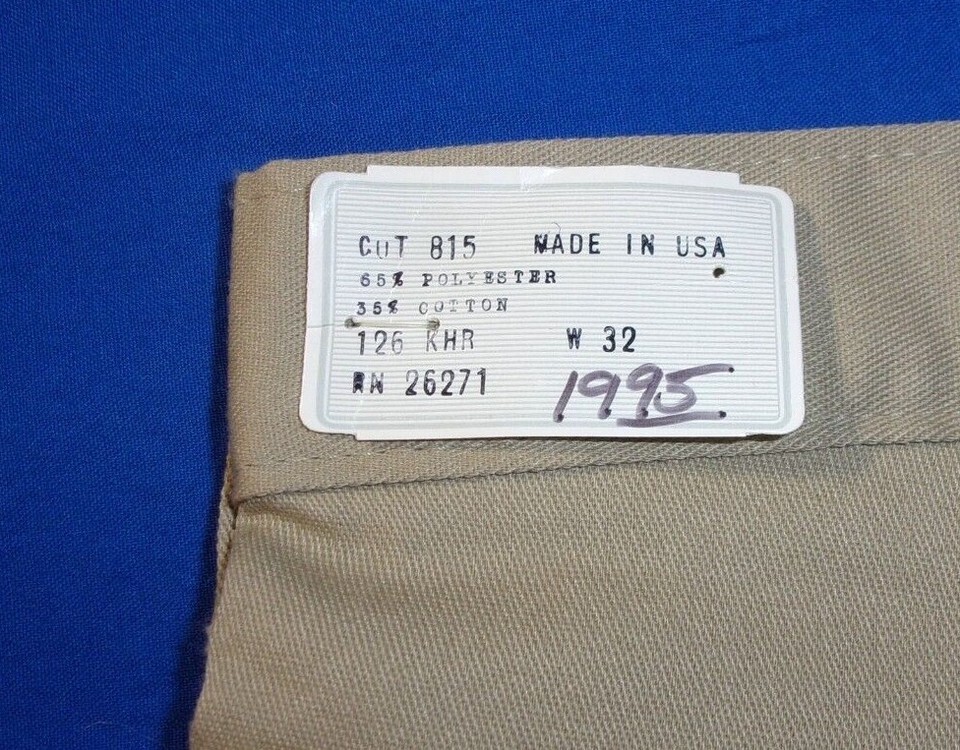 CUT 815 MADE IN USA
65% POLYESTER
35% COTTON
126 KHR W 32
RN 26271 1995